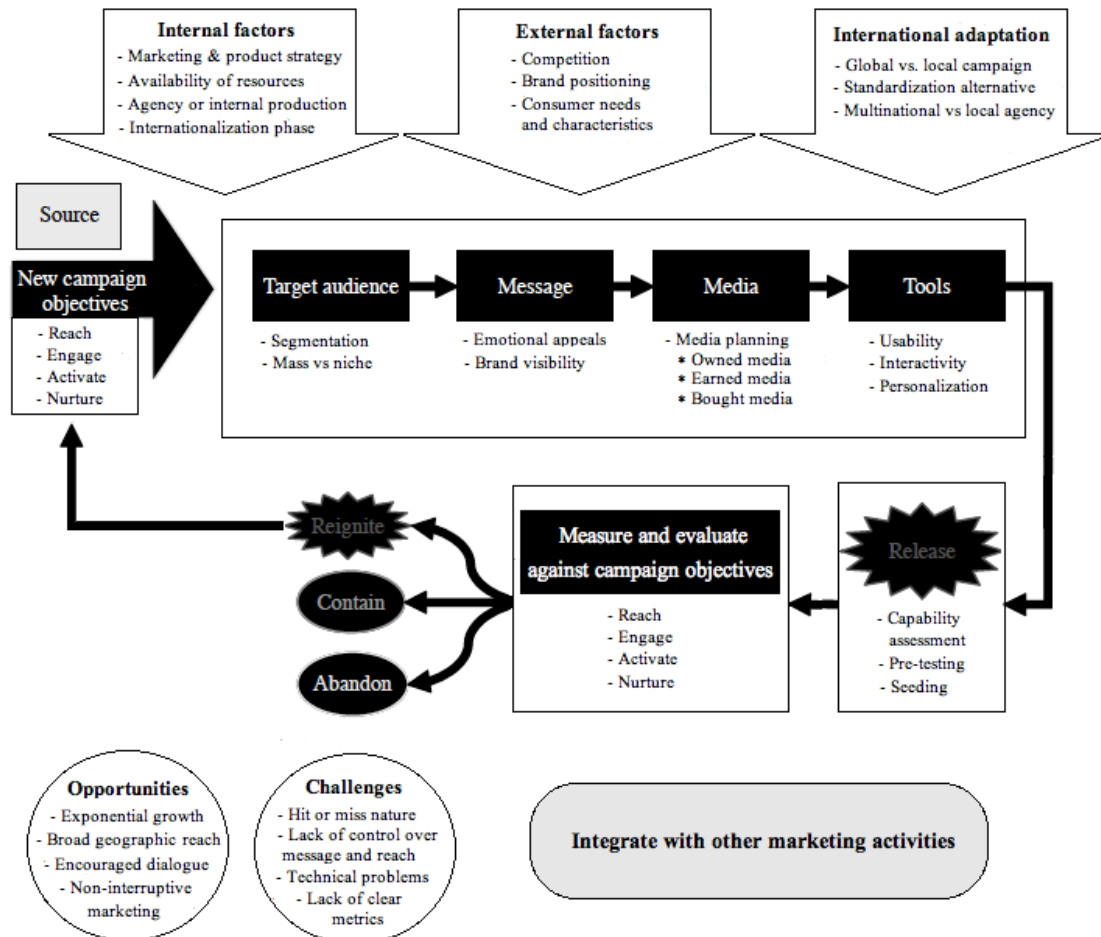 Internal factors
- Marketing & product strategy
- Availability of resources
- Agency or internal production
- Internationalization phase
External factors
- Competition
- Brand positioning
- Consumer needs
and characteristics
International adaptation
- Global vs. local campaign
- Standardization alternative
- Multinational vs local agency
Source
New campaign
objectives
- Reach
- Engage
- Activate
- Nurture
Target audience
- Segmentation
- Mass vs niche
Message
- Emotional appeals
- Brand visibility
Media
- Media planning
* Owned media
* Earned media
* Bought media
Tools
- Usability
- Interactivity
- Personalization
Release
- Capability
assessment
- Pre-testing
- Seeding
Measure and evaluate
against campaign objectives
- Reach
- Engage
- Activate
- Nurture
Reignite
Contain
Abandon
Opportunities
- Exponential growth
- Broad geographic reach
- Encouraged dialogue
- Non-interruptive
marketing
Challenges
- Hit or miss nature
- Lack of control over
message and reach
- Technical problems
- Lack of clear
metrics
Integrate with other marketing activities